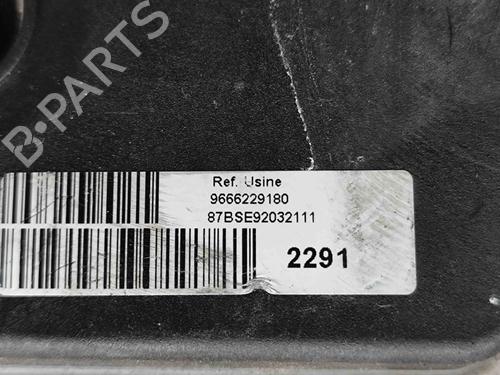 B-PARTS
Ref. Usine
9666229180
87BSE92032111
2291